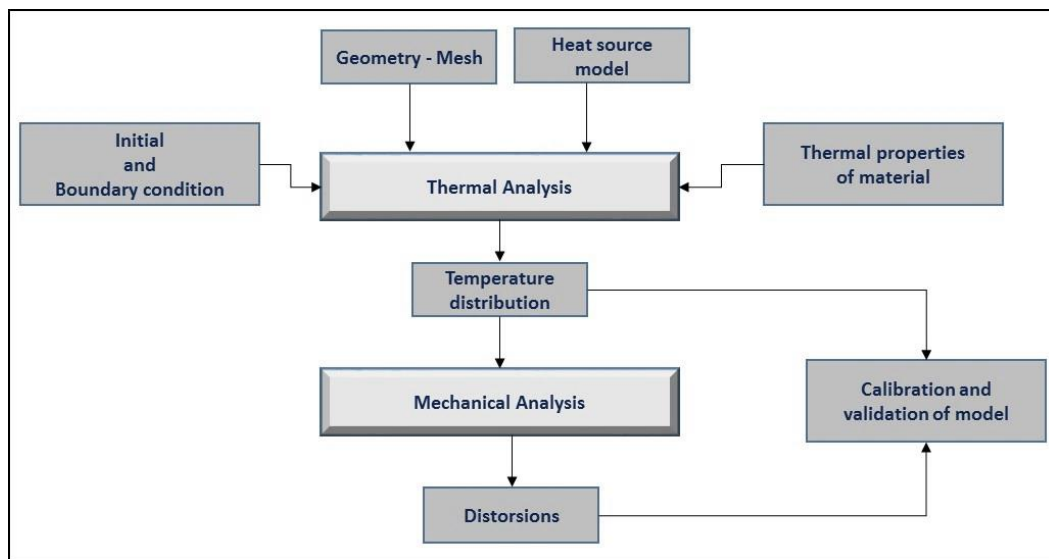 Geometry - Mesh
Heat source
model
Initial
and
Boundary condition
Thermal Analysis
Thermal properties
of material
Temperature
distribution
Mechanical Analysis
Calibration and
validation of model
Distorsions